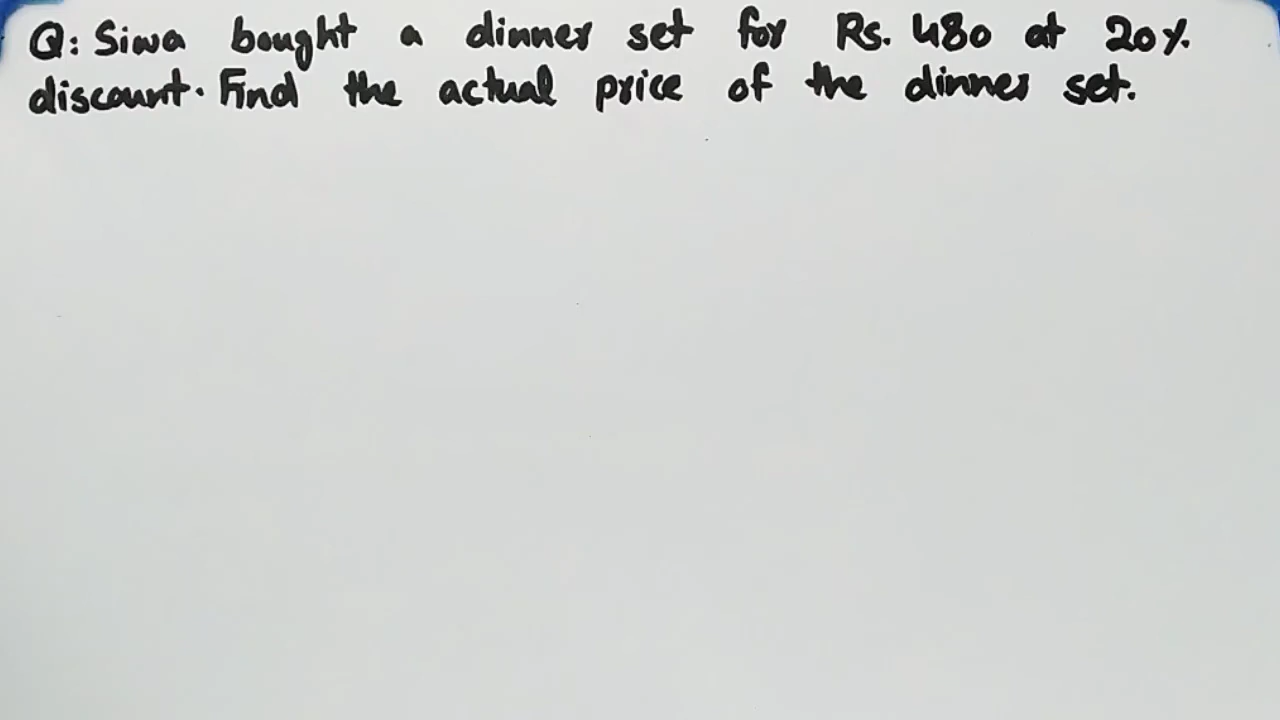 Q: Siwa bought a dinner set for Rs. 480 at 20%
discount. Find the actual price of the dinner set.